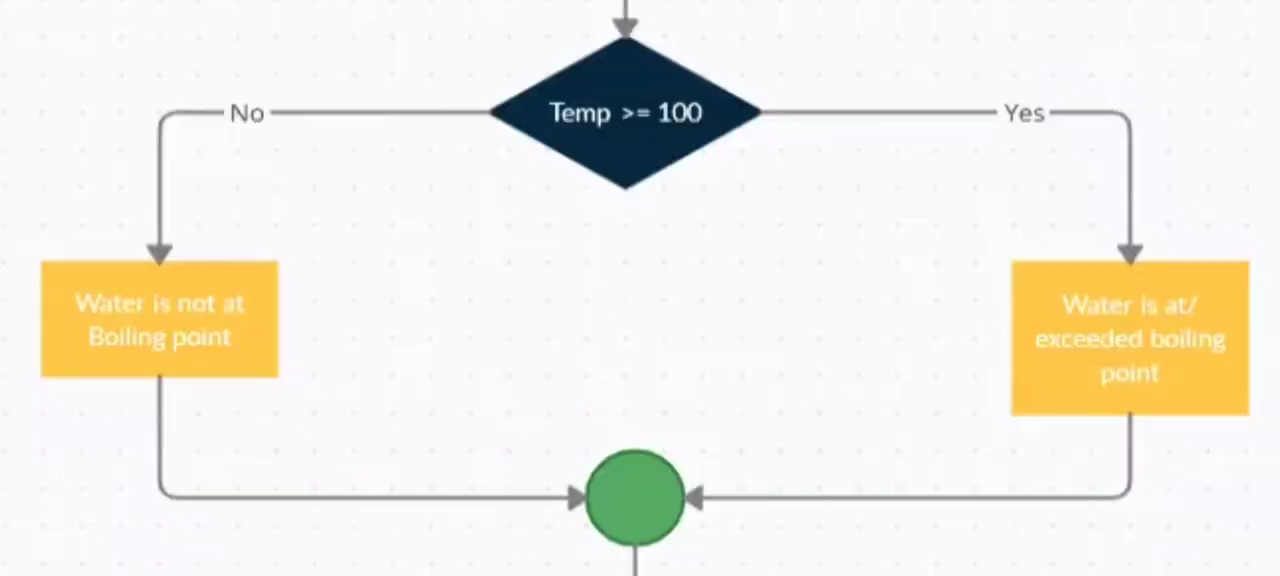 Temp >= 100
No
Yes
Water is not at
Boiling point
Water is at/
exceeded boiling
point